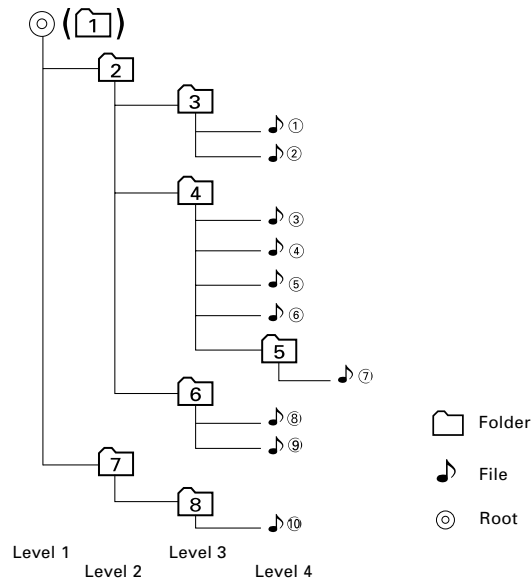 (1)
2
3
①
②
4
③
④
⑤
⑥
5
⑦
6
⑧
⑨
7
8
⑩
Folder
File
Root
Level 1
Level 2
Level 3
Level 4